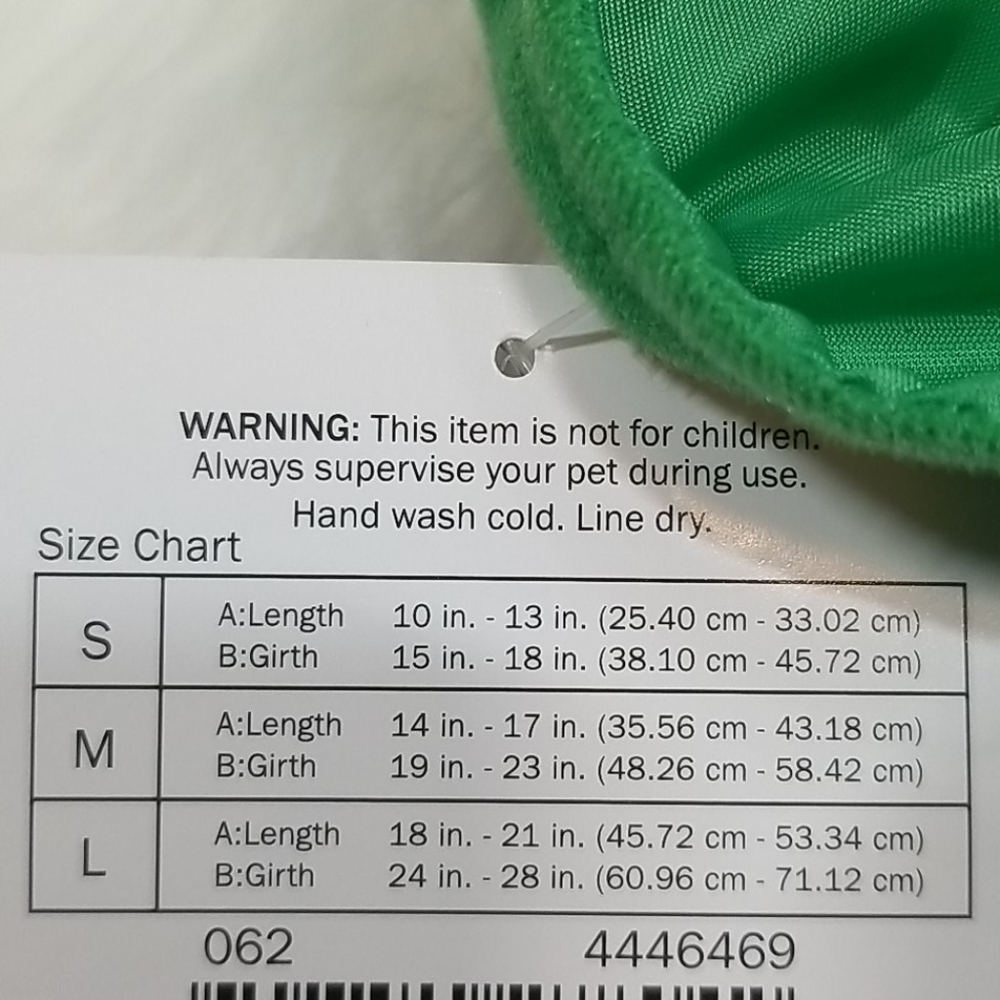 WARNING: This item is not for children.
Always supervise your pet during use.
Hand wash cold. Line dry.
Size Chart
S
A:Length 10 in. - 13 in. (25.40 cm - 33.02 cm)
B:Girth 15 in. - 18 in. (38.10 cm - 45.72 cm)
M
A:Length 14 in. - 17 in. (35.56 cm - 43.18 cm)
B:Girth 19 in. - 23 in. (48.26 cm - 58.42 cm)
L
A:Length 18 in. - 21 in. (45.72 cm - 53.34 cm)
B:Girth 24 in. - 28 in. (60.96 cm - 71.12 cm)
062 4446469